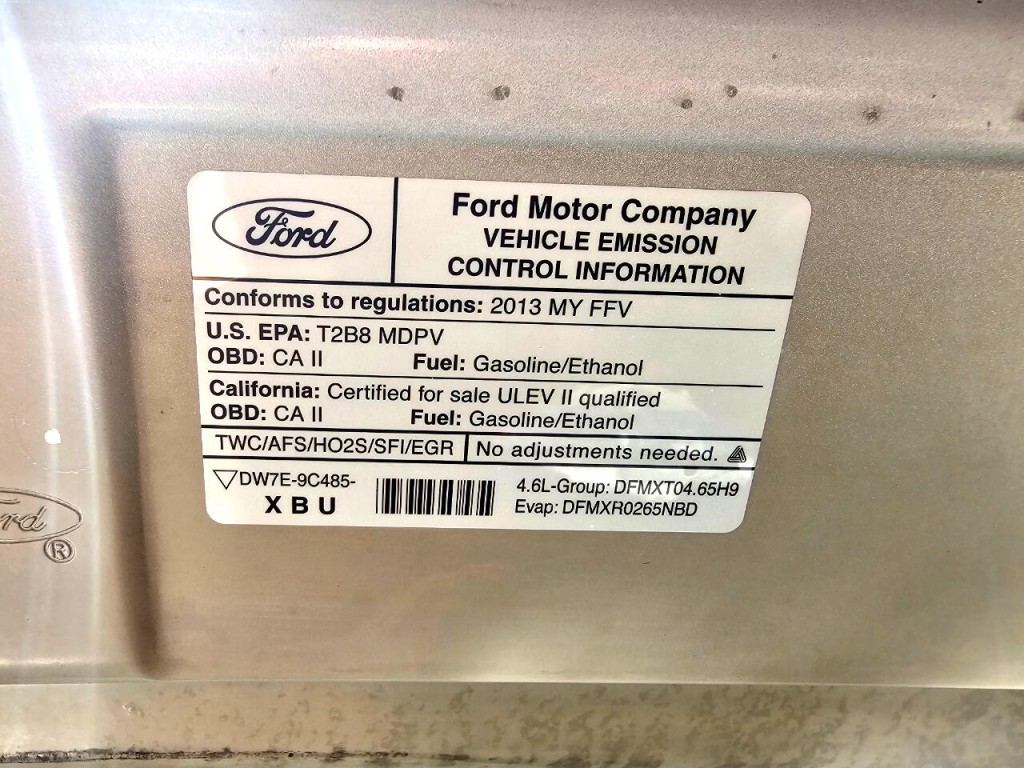 Ford
Ford Motor Company
VEHICLE EMISSION
CONTROL INFORMATION
Conforms to regulations: 2013 MY FFV
U.S. EPA: T2B8 MDPV
OBD: CA II Fuel: Gasoline/Ethanol
California: Certified for sale ULEV II qualified
OBD: CA II Fuel: Gasoline/Ethanol
TWC/AFS/HO2S/SFI/EGR No adjustments needed.
DW7E-9C485-
XBU
4.6L-Group: DFMXT04.65H9
Evap: DFMXR0265NBD
rd
®